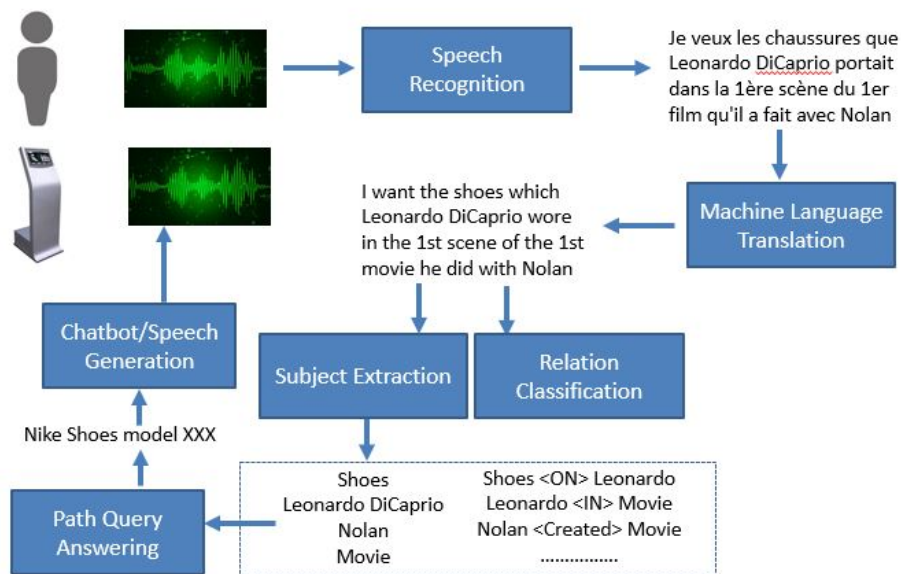 Speech
Recognition
Je veux les chaussures que
Leonardo DiCaprio portait
dans la 1ère scène du 1er
film qu'il a fait avec Nolan
Machine Language
Translation
I want the shoes which
Leonardo DiCaprio wore
in the 1st scene of the 1st
movie he did with Nolan
Subject Extraction
Relation
Classification
Shoes
Leonardo DiCaprio
Nolan
Movie
Shoes <ON> Leonardo
Leonardo <IN> Movie
Nolan <Created> Movie
................
Path Query
Answering
Nike Shoes model XXX
Chatbot/Speech
Generation